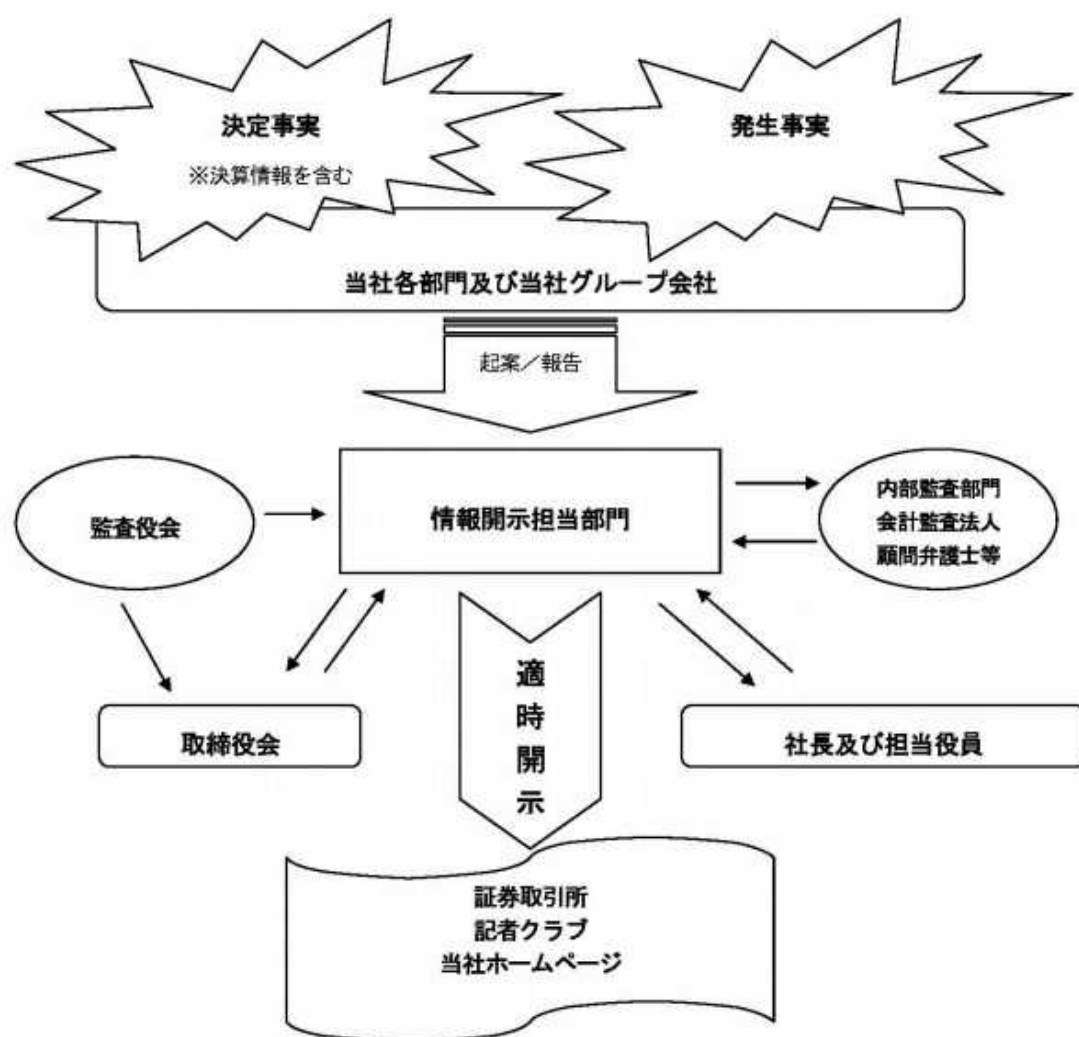 決定事実
※決算情報を含む
発生事実
当社各部門及び当社グループ会社
起案／報告
監査役会
情報開示担当部門
内部監査部門
会計監査法人
顧問弁護士等
適時開示
取締役会
社長及び担当役員
証券取引所
記者クラブ
当社ホームページ